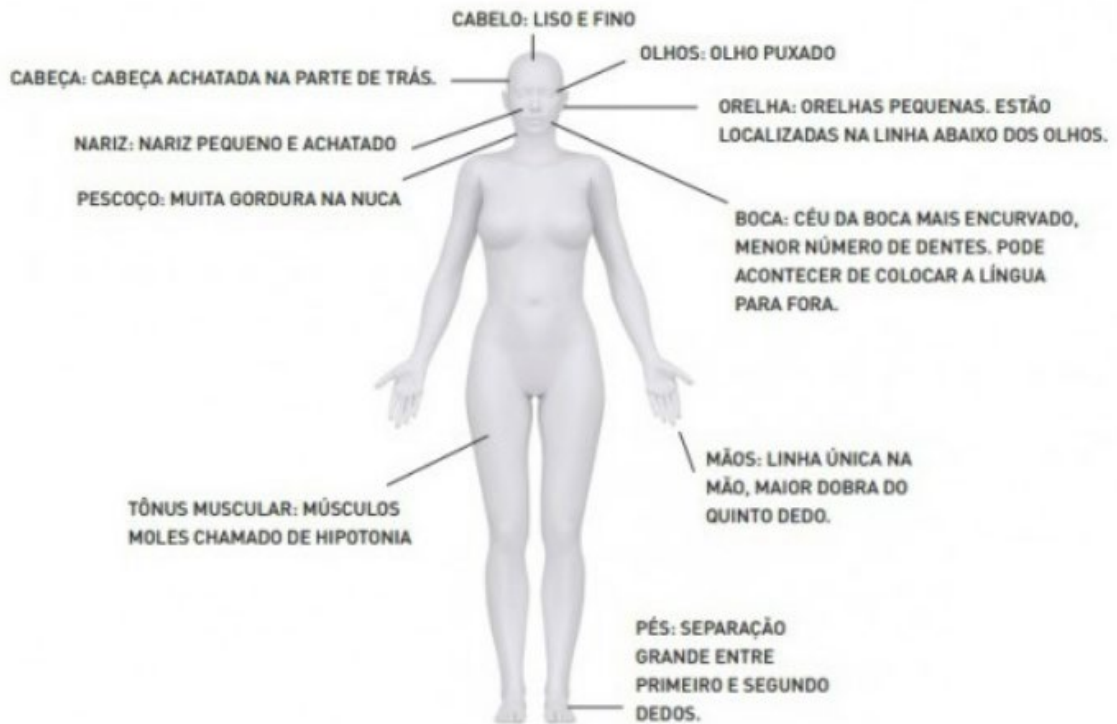 CABELO: LISO E FINO
OLHOS: OLHO PUXADO
CABEÇA: CABEÇA ACHATADA NA PARTE DE TRÁS.
ORELHA: ORELHAS PEQUENAS. ESTÃO
LOCALIZADAS NA LINHA ABAIXO DOS OLHOS.
NARIZ: NARIZ PEQUENO E ACHATADO
PESCOÇO: MUITA GORDURA NA NUCA
BOCA: CÉU DA BOCA MAIS ENCURVADO,
MENOR NÚMERO DE DENTES. PODE
ACONTECER DE COLOCAR A LÍNGUA
PARA FORA.
MÃOS: LINHA ÚNICA NA
MÃO, MAIOR DOBRA DO
QUINTO DEDO.
TÔNUS MUSCULAR: MÚSCULOS
MOLES CHAMADO DE HIPOTONIA
PÉS: SEPARAÇÃO
GRANDE ENTRE
PRIMEIRO E SEGUNDO
DEDOS.